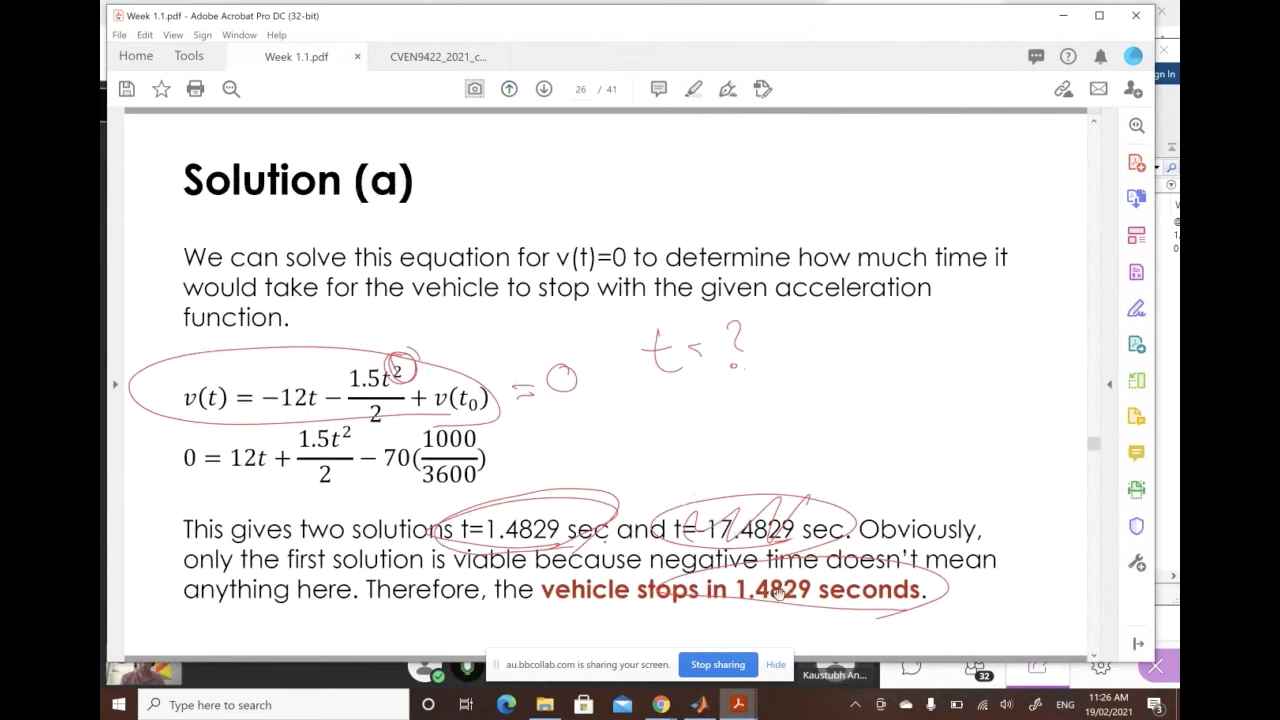 Week 1.1.pdf - Adobe Acrobat Pro DC (32-bit)
File Edit View Sign Window Help
Home Tools Week 1.1.pdf × CVEN9422_2021_c...
26 / 41
gn In
Solution (a)
We can solve this equation for v(t)=0 to determine how much time it
would take for the vehicle to stop with the given acceleration
function.
t = ?
v(t) = −12t − 1.5t²/2 + v(t₀) = 0
0 = 12t + 1.5t²/2 − 70(1000/3600)
This gives two solutions t=1.4829 sec and t=-17.4829 sec. Obviously,
only the first solution is viable because negative time doesn't mean
anything here. Therefore, the vehicle stops in 1.4829 seconds.
au.bbcollab.com is sharing your screen. Stop sharing Hide
Kaustubh An...
32
Type here to search
ENG
11:26 AM
19/02/2021
3